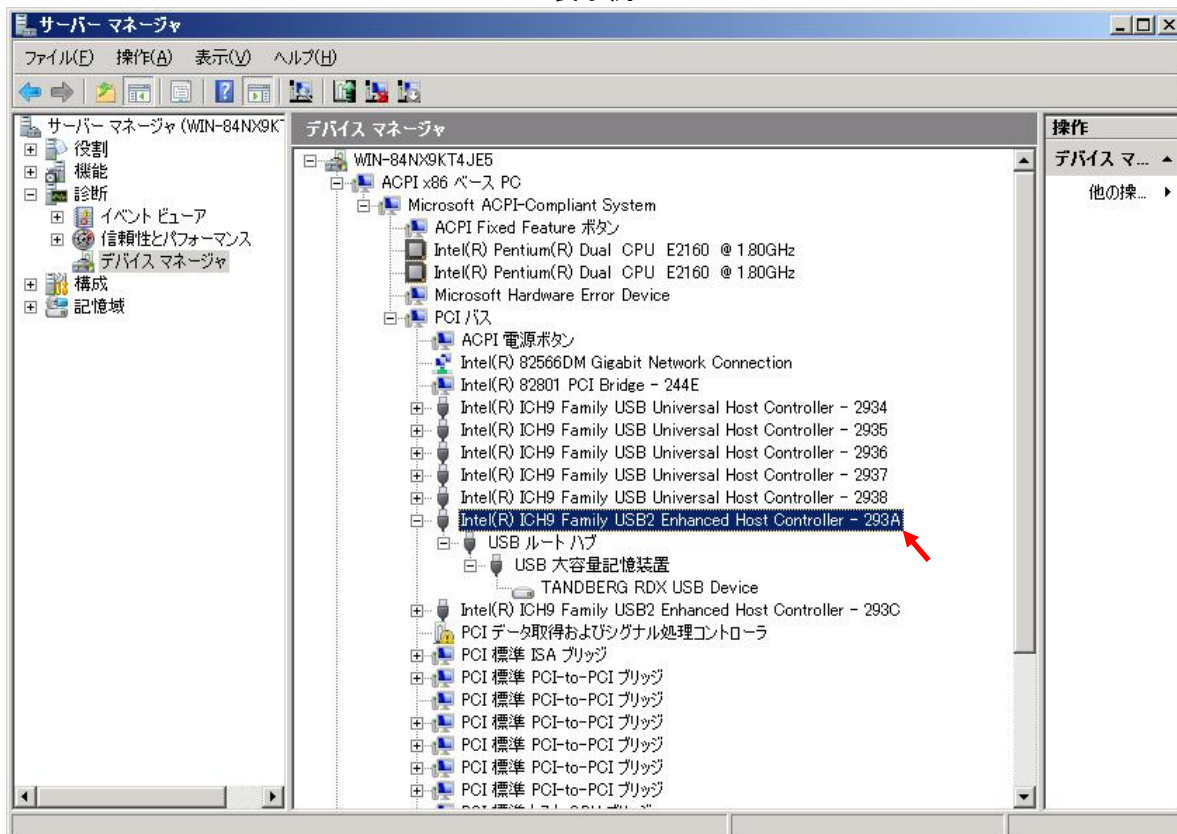 サーバー マネージャ
ファイル(F) 操作(A) 表示(V) ヘルプ(H)
サーバー マネージャ (WIN-84NX9K
役割
機能
診断
イベント ビューア
信頼性とパフォーマンス
デバイス マネージャ
構成
記憶域
デバイス マネージャ
WIN-84NX9KT4JE5
ACPI x86 ベース PC
Microsoft ACPI-Compliant System
ACPI Fixed Feature ボタン
Intel(R) Pentium(R) Dual CPU E2160 @ 1.80GHz
Intel(R) Pentium(R) Dual CPU E2160 @ 1.80GHz
Microsoft Hardware Error Device
PCI バス
ACPI 電源ボタン
Intel(R) 82566DM Gigabit Network Connection
Intel(R) 82801 PCI Bridge - 244E
Intel(R) ICH9 Family USB Universal Host Controller - 2934
Intel(R) ICH9 Family USB Universal Host Controller - 2935
Intel(R) ICH9 Family USB Universal Host Controller - 2936
Intel(R) ICH9 Family USB Universal Host Controller - 2937
Intel(R) ICH9 Family USB Universal Host Controller - 2938
Intel(R) ICH9 Family USB2 Enhanced Host Controller - 293A
USB ルート ハブ
USB 大容量記憶装置
TANDBERG RDX USB Device
Intel(R) ICH9 Family USB2 Enhanced Host Controller - 293C
PCI データ取得およびシグナル処理コントローラ
PCI 標準 ISA ブリッジ
PCI 標準 PCI-to-PCI ブリッジ
PCI 標準 PCI-to-PCI ブリッジ
PCI 標準 PCI-to-PCI ブリッジ
PCI 標準 PCI-to-PCI ブリッジ
PCI 標準 PCI-to-PCI ブリッジ
PCI 標準 PCI-to-PCI ブリッジ
操作
デバイス マ...
他の操...